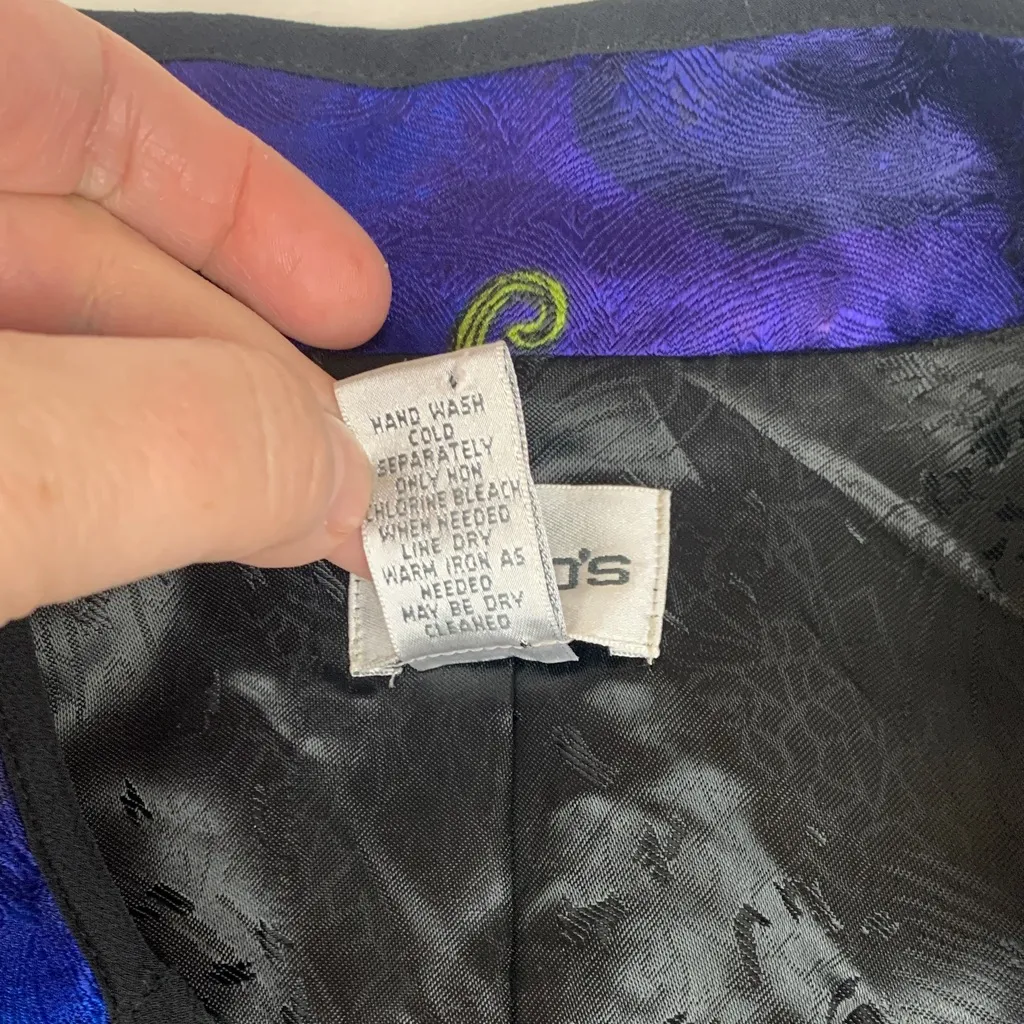 HAND WASH
COLD
SEPARATELY
ONLY NON
CHLORINE BLEACH
WHEN NEEDED
LINE DRY
WARM IRON AS
NEEDED
MAY BE DRY
CLEANED
O'S